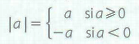 |a| = { a si a ⩾ 0
−a si a < 0